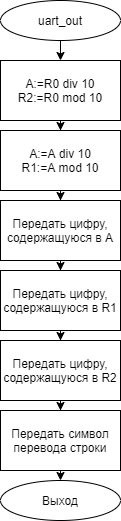 uart_out
A:=R0 div 10
R2:=R0 mod 10
A:=A div 10
R1:=A mod 10
Передать цифру,
содержащуюся в A
Передать цифру,
содержащуюся в R1
Передать цифру,
содержащуюся в R2
Передать символ
перевода строки
Выход